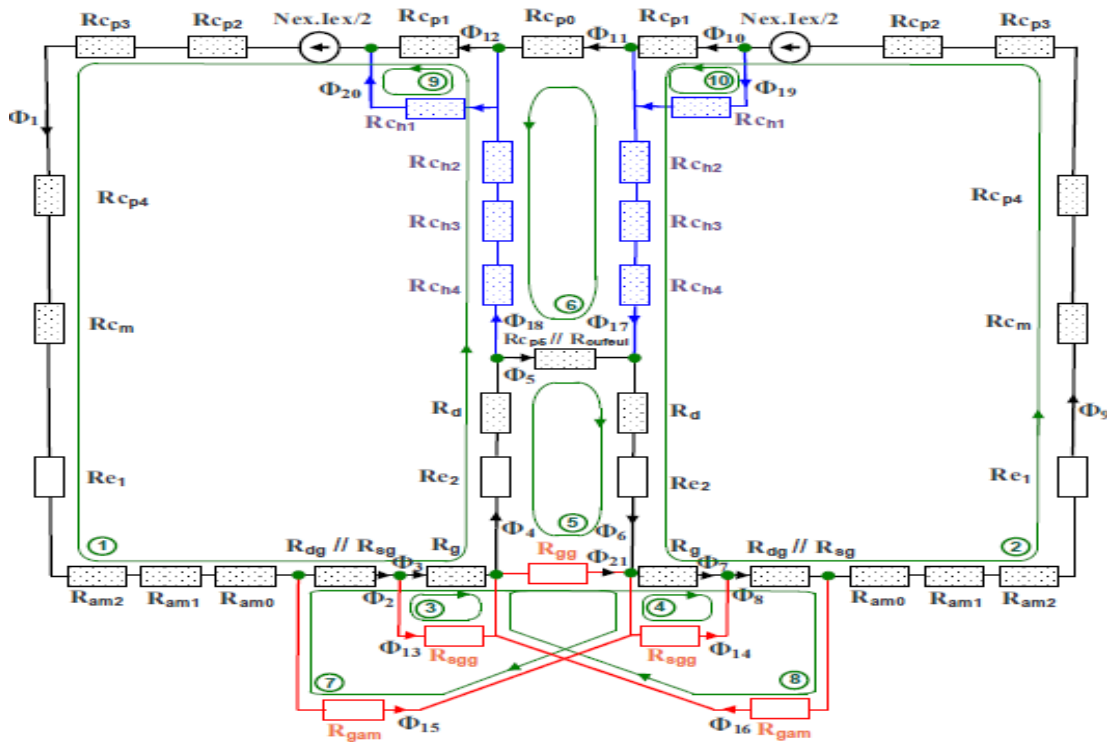 Rcp3 Rcp2 Nex.Iex/2 Rcp1 Φ12 Rcp0 Φ11 Rcp1 Φ10 Nex.Iex/2 Rcp2 Rcp3
9 10
Φ20 Φ19
Φ1 Rch1 Rch1
Rch2 Rch2
Rcp4 Rcp4
Rch3 Rch3
Rch4 Rch4
6
Rcm Φ18 Φ17 Rcm
Rcp5 // Roufeul
Φ5
Rd Rd Φ9
Re1 Re2 Re2 Re1
Φ4 5 Φ6
1 Rdg // Rsg Rg Rgg Φ21 Rg Rdg // Rsg 2
Φ3 Φ7
Ram2 Ram1 Ram0 Φ2 Φ8 Ram0 Ram1 Ram2
3 4
Φ13 Rsgg Rsgg Φ14
7 8
Rgam Φ15 Φ16 Rgam